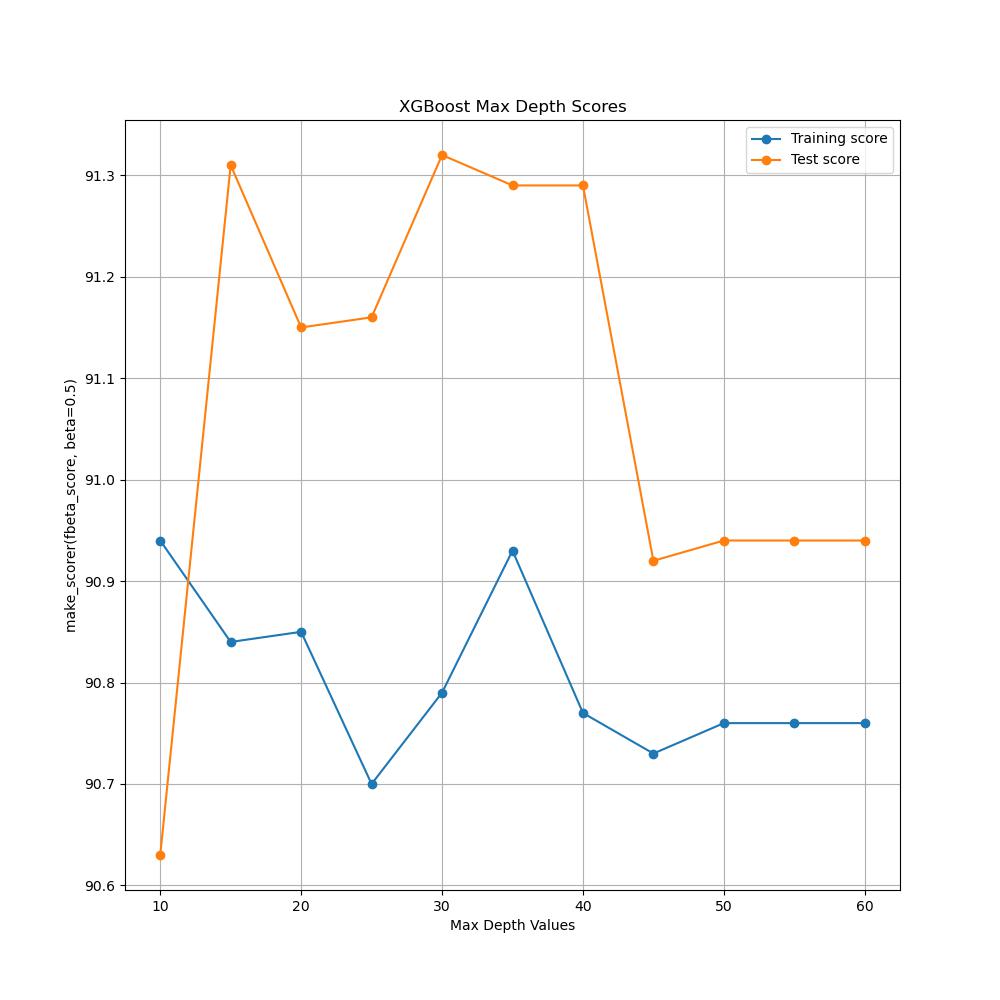 XGBoost Max Depth Scores
Training score
Test score
91.3
91.2
91.1
91.0
90.9
90.8
90.7
90.6
make_scorer(fbeta_score, beta=0.5)
10 20 30 40 50 60
Max Depth Values